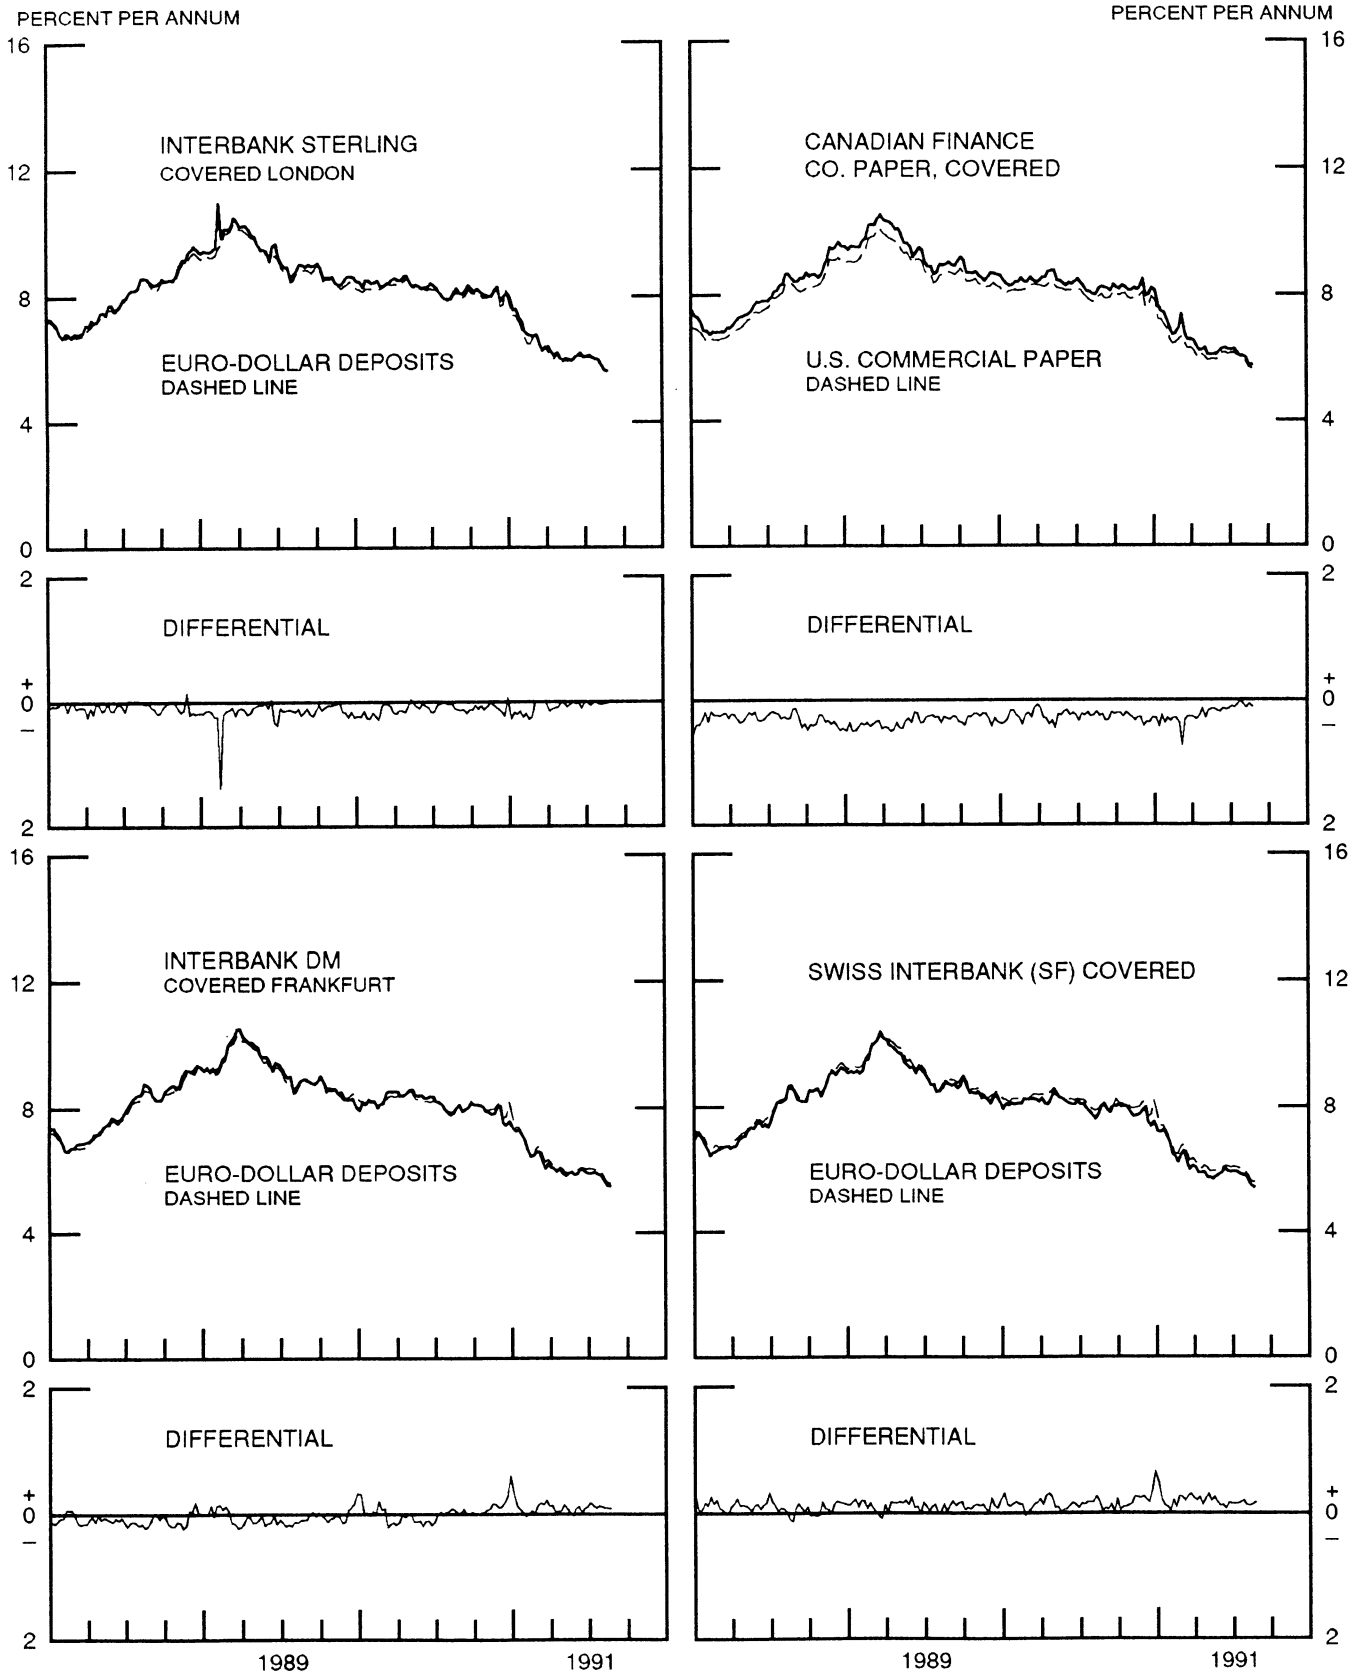 PERCENT PER ANNUM
16
INTERBANK STERLING
COVERED LONDON
12
8
EURO-DOLLAR DEPOSITS
DASHED LINE
4
0
2
DIFFERENTIAL
+
0
–
2
PERCENT PER ANNUM
16
CANADIAN FINANCE
CO. PAPER, COVERED
12
8
U.S. COMMERCIAL PAPER
DASHED LINE
4
0
2
DIFFERENTIAL
+
0
–
2
16
INTERBANK DM
COVERED FRANKFURT
12
8
EURO-DOLLAR DEPOSITS
DASHED LINE
4
0
2
DIFFERENTIAL
+
0
–
2
1989 1991
16
SWISS INTERBANK (SF) COVERED
12
8
EURO-DOLLAR DEPOSITS
DASHED LINE
4
0
2
DIFFERENTIAL
+
0
–
2
1989 1991